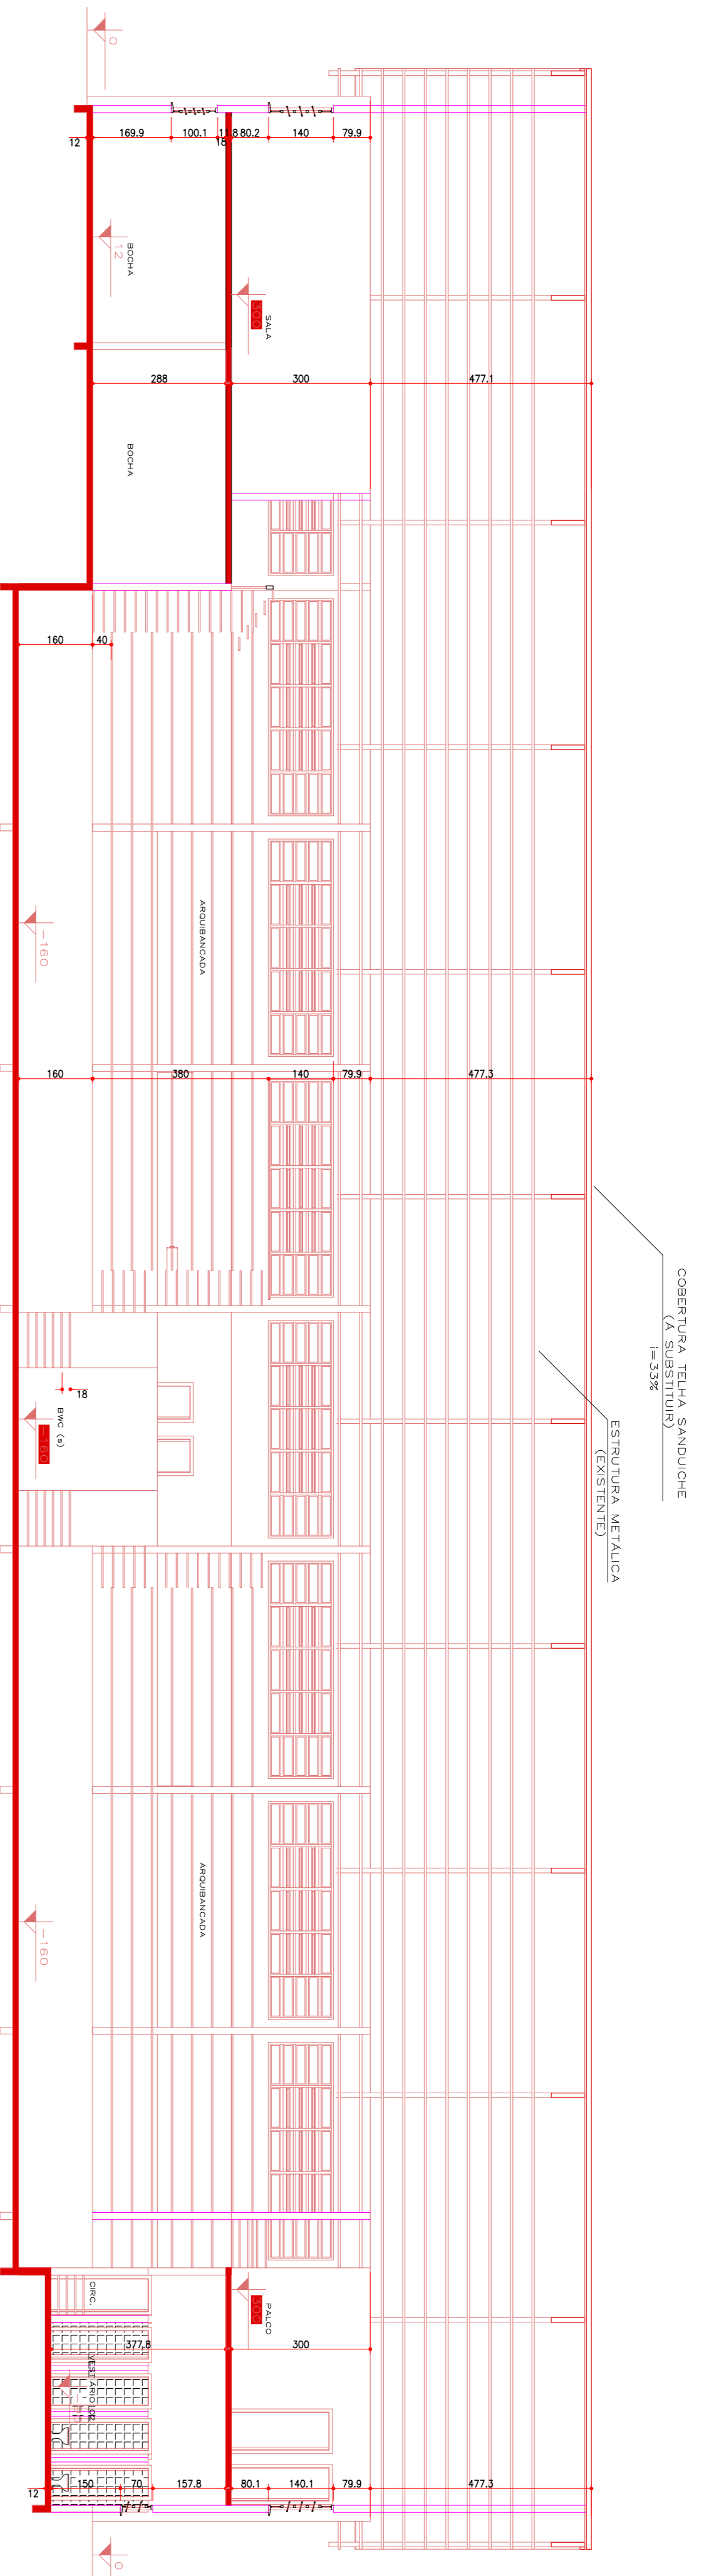 COBERTURA TELHA SANDUICHE
(Á SUBSTITUIR)
i=33%
ESTRUTURA METÁLICA
(EXISTENTE)
0
12
169.9
100.1
18
80.2
140
79.9
BOCHA
12
SALA
300
288
300
477.1
BOCHA
160
40
ARQUIBANCADA
-160
160
380
140
79.9
477.3
18
BWC (s)
-160
ARQUIBANCADA
-160
CIRC.
PALCO
300
377.8
300
VESTIÁRIO
12
150
70
157.8
80.1
140.1
79.9
477.3
0